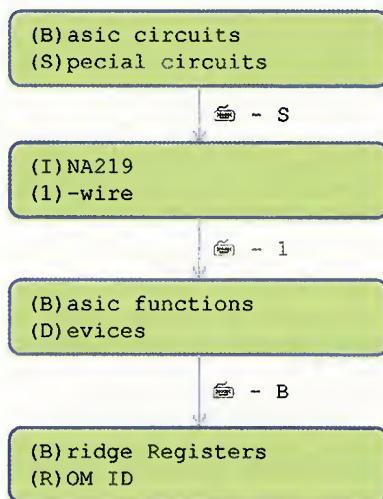 (B)asic circuits
(S)pecial circuits
- S
(I)NA219
(1)-wire
- 1
(B)asic functions
(D)evices
- B
(B)ridge Registers
(R)OM ID